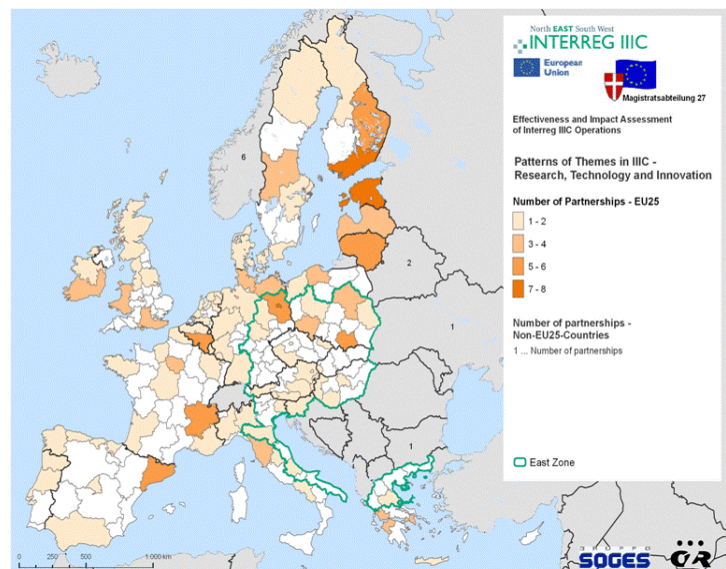 North EAST South West
INTERREG IIIC
European
Union
Magistratsabteilung 27
Effectiveness and Impact Assessment
of Interreg IIIC Operations
Patterns of Themes in IIIC -
Research, Technology and Innovation
Number of Partnerships - EU25
1 - 2
3 - 4
5 - 6
7 - 8
Number of partnerships -
Non-EU25-Countries
1 ... Number of partnerships
East Zone
6
2
1
1
0 250 500 1.000 km
GRUPPO
SOGES